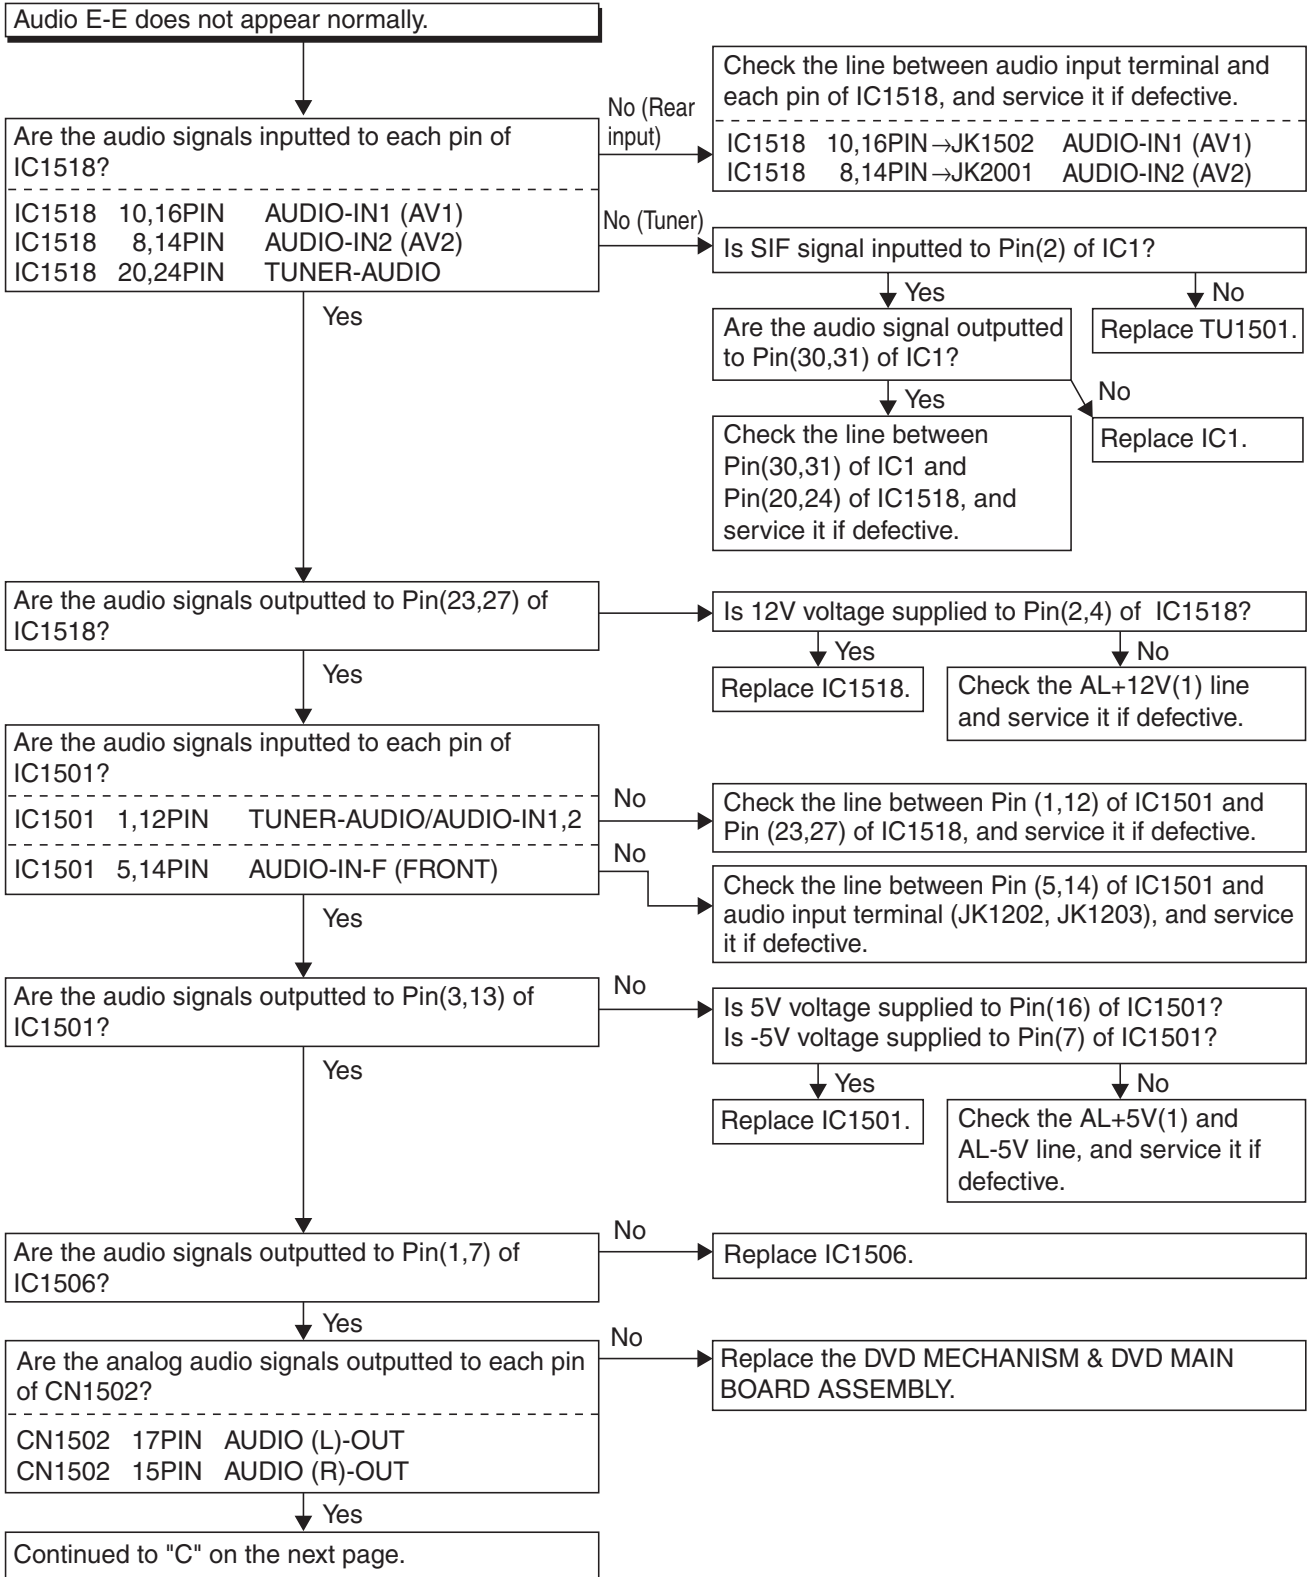 Audio E-E does not appear normally.
Are the audio signals inputted to each pin of
IC1518?
IC1518 10,16PIN AUDIO-IN1 (AV1)
IC1518 8,14PIN AUDIO-IN2 (AV2)
IC1518 20,24PIN TUNER-AUDIO
No (Rear
input)
Check the line between audio input terminal and
each pin of IC1518, and service it if defective.
IC1518 10,16PIN→JK1502 AUDIO-IN1 (AV1)
IC1518 8,14PIN→JK2001 AUDIO-IN2 (AV2)
No (Tuner)
Is SIF signal inputted to Pin(2) of IC1?
Yes
No
Are the audio signal outputted
to Pin(30,31) of IC1?
Replace TU1501.
Yes
No
Check the line between
Pin(30,31) of IC1 and
Pin(20,24) of IC1518, and
service it if defective.
Replace IC1.
Yes
Are the audio signals outputted to Pin(23,27) of
IC1518?
Is 12V voltage supplied to Pin(2,4) of IC1518?
Yes
No
Replace IC1518.
Check the AL+12V(1) line
and service it if defective.
Yes
Are the audio signals inputted to each pin of
IC1501?
IC1501 1,12PIN TUNER-AUDIO/AUDIO-IN1,2
IC1501 5,14PIN AUDIO-IN-F (FRONT)
No
Check the line between Pin (1,12) of IC1501 and
Pin (23,27) of IC1518, and service it if defective.
No
Check the line between Pin (5,14) of IC1501 and
audio input terminal (JK1202, JK1203), and service
it if defective.
Yes
Are the audio signals outputted to Pin(3,13) of
IC1501?
No
Is 5V voltage supplied to Pin(16) of IC1501?
Is -5V voltage supplied to Pin(7) of IC1501?
Yes
No
Replace IC1501.
Check the AL+5V(1) and
AL-5V line, and service it if
defective.
Yes
Are the audio signals outputted to Pin(1,7) of
IC1506?
No
Replace IC1506.
Yes
Are the analog audio signals outputted to each pin
of CN1502?
CN1502 17PIN AUDIO (L)-OUT
CN1502 15PIN AUDIO (R)-OUT
No
Replace the DVD MECHANISM & DVD MAIN
BOARD ASSEMBLY.
Yes
Continued to "C" on the next page.